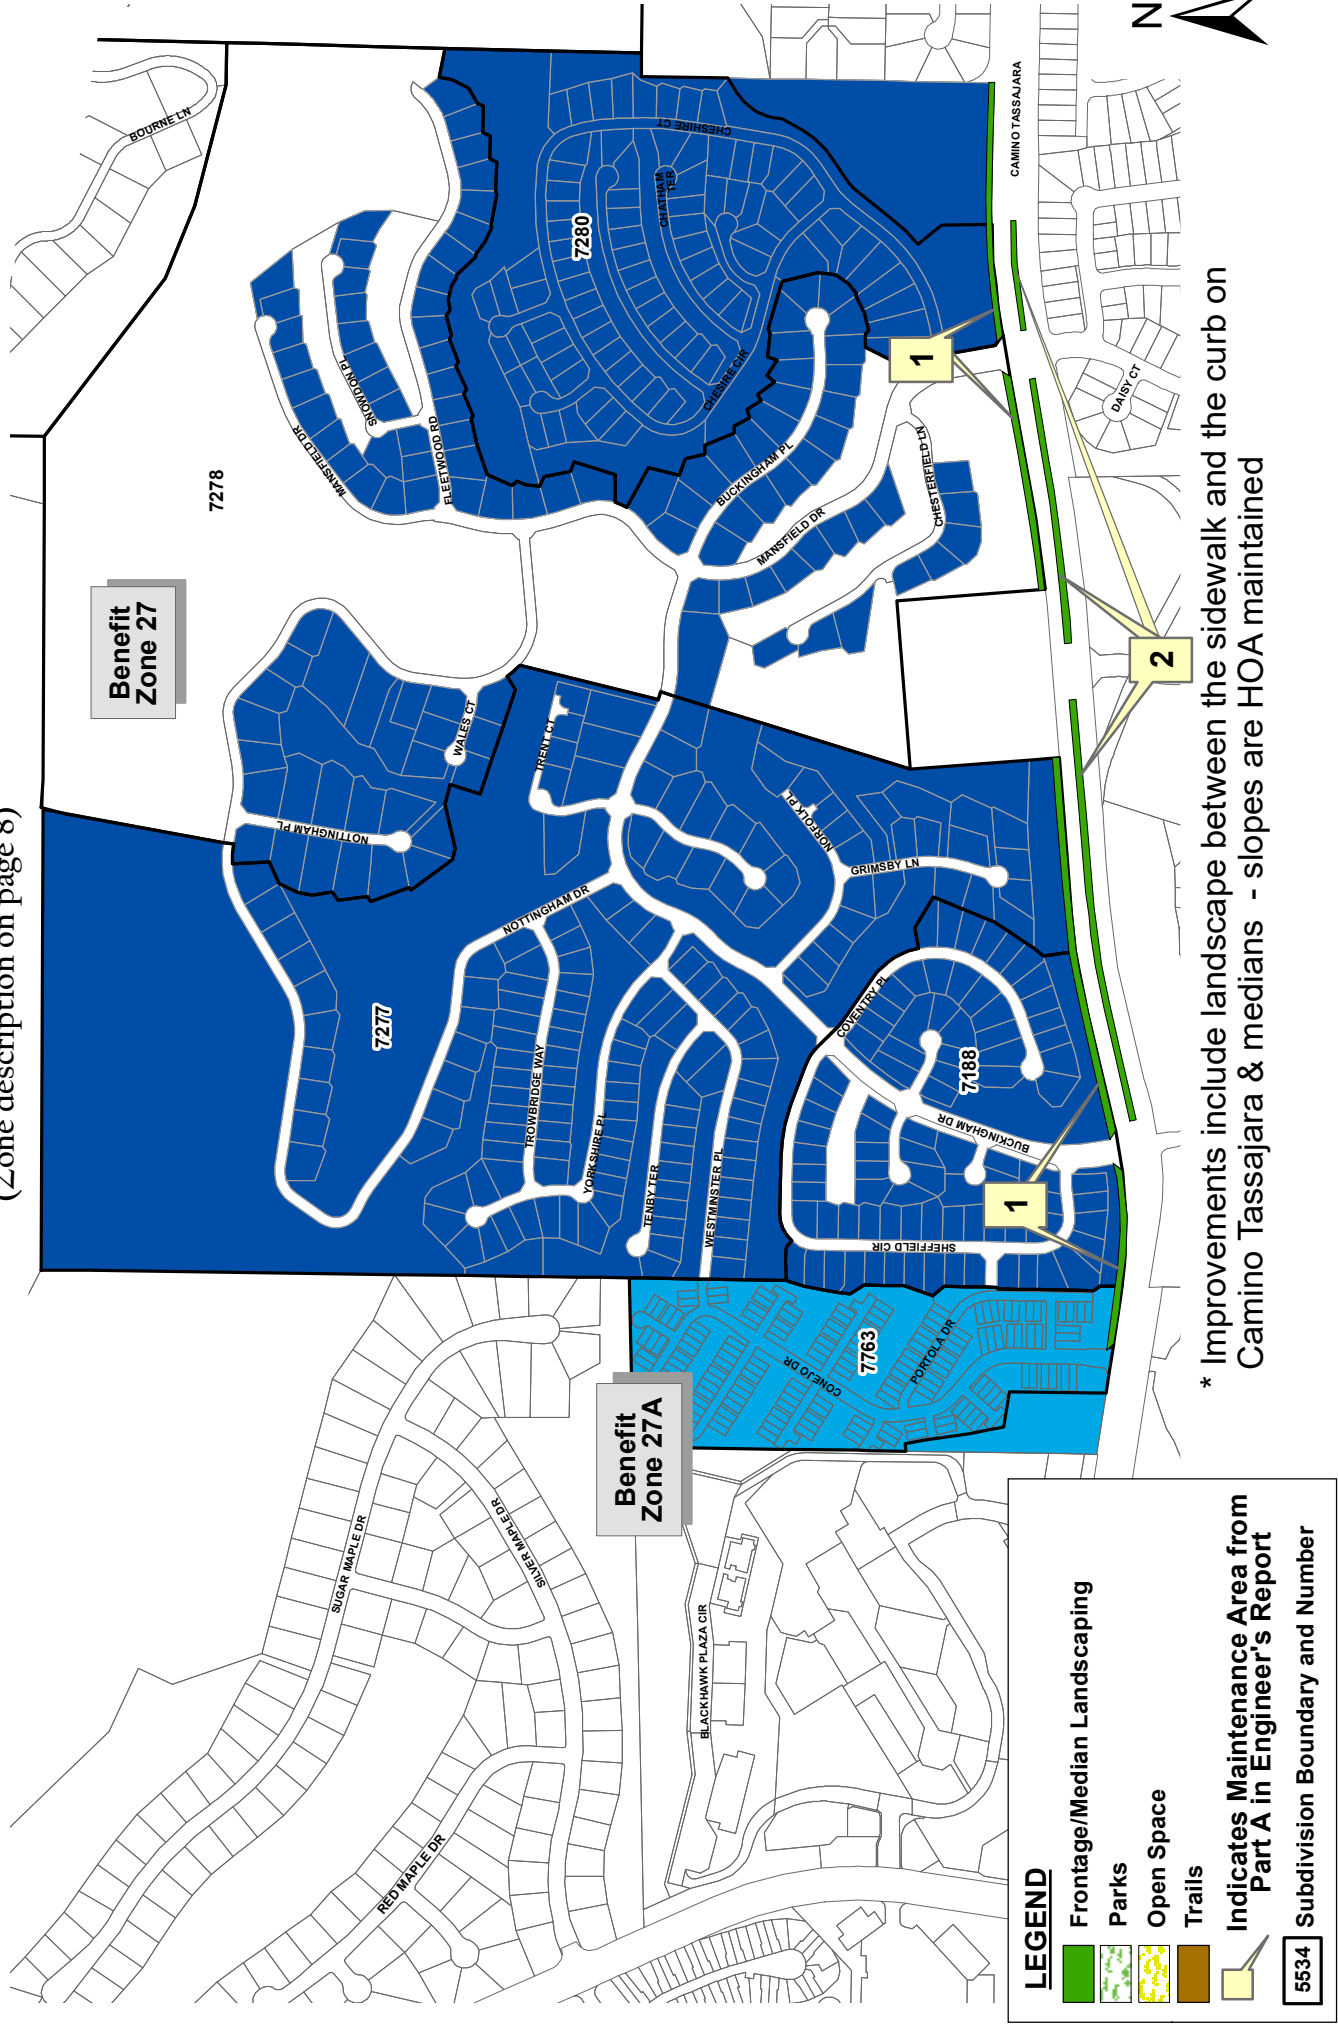 (Zone description on page 8)
BOURNE LN
Benefit
Zone 27
7278
MANSFIELD DR
SNOWDON PL
FLEETWOOD RD
7280
CHESHIRE CT
CHATHAM
TER
CHESIRE CIR
BUCKINGHAM PL
MANSFIELD DR
CHESTERFIELD LN
CAMINO TASSAJARA
DAISY CT
N
1
2
WALES CT
NOTTINGHAM PL
TRENT CT
NORFOLK PL
GRIMSBY LN
NOTTINGHAM DR
7277
TROWBRIDGE WAY
YORKSHIRE PL
TENBY TER
WESTMINSTER PL
COVENTRY PL
7188
BUCKINGHAM DR
SHEFFIELD CIR
1
Benefit
Zone 27A
7763
CONEJO DR
PORTOLA DR
SUGAR MAPLE DR
SILVER MAPLE DR
RED MAPLE DR
BLACKHAWK PLAZA CIR
* Improvements include landscape between the sidewalk and the curb on
Camino Tassajara & medians - slopes are HOA maintained
LEGEND
Frontage/Median Landscaping
Parks
Open Space
Trails
Indicates Maintenance Area from
Part A in Engineer's Report
5534 Subdivision Boundary and Number